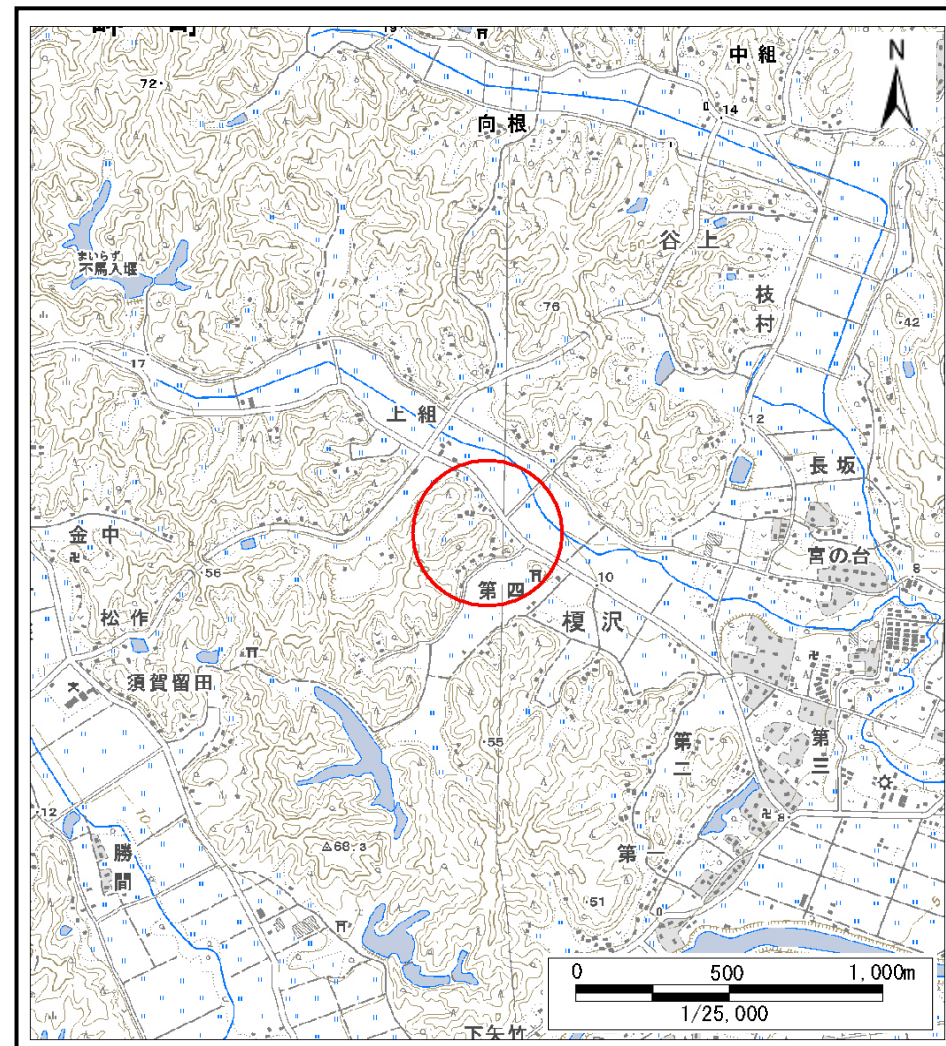 19
中組
N
72
向根
14
谷上
まいらず
不馬入堰
枝村
76
42
17
上組
12
長坂
金中
宮の台
56
10
8
第四
榎沢
松作
須賀留田
55
第二
第三
12
10
勝間
68.3
第一
8
51
5
0 500 1,000m
1/25,000
下矢竹